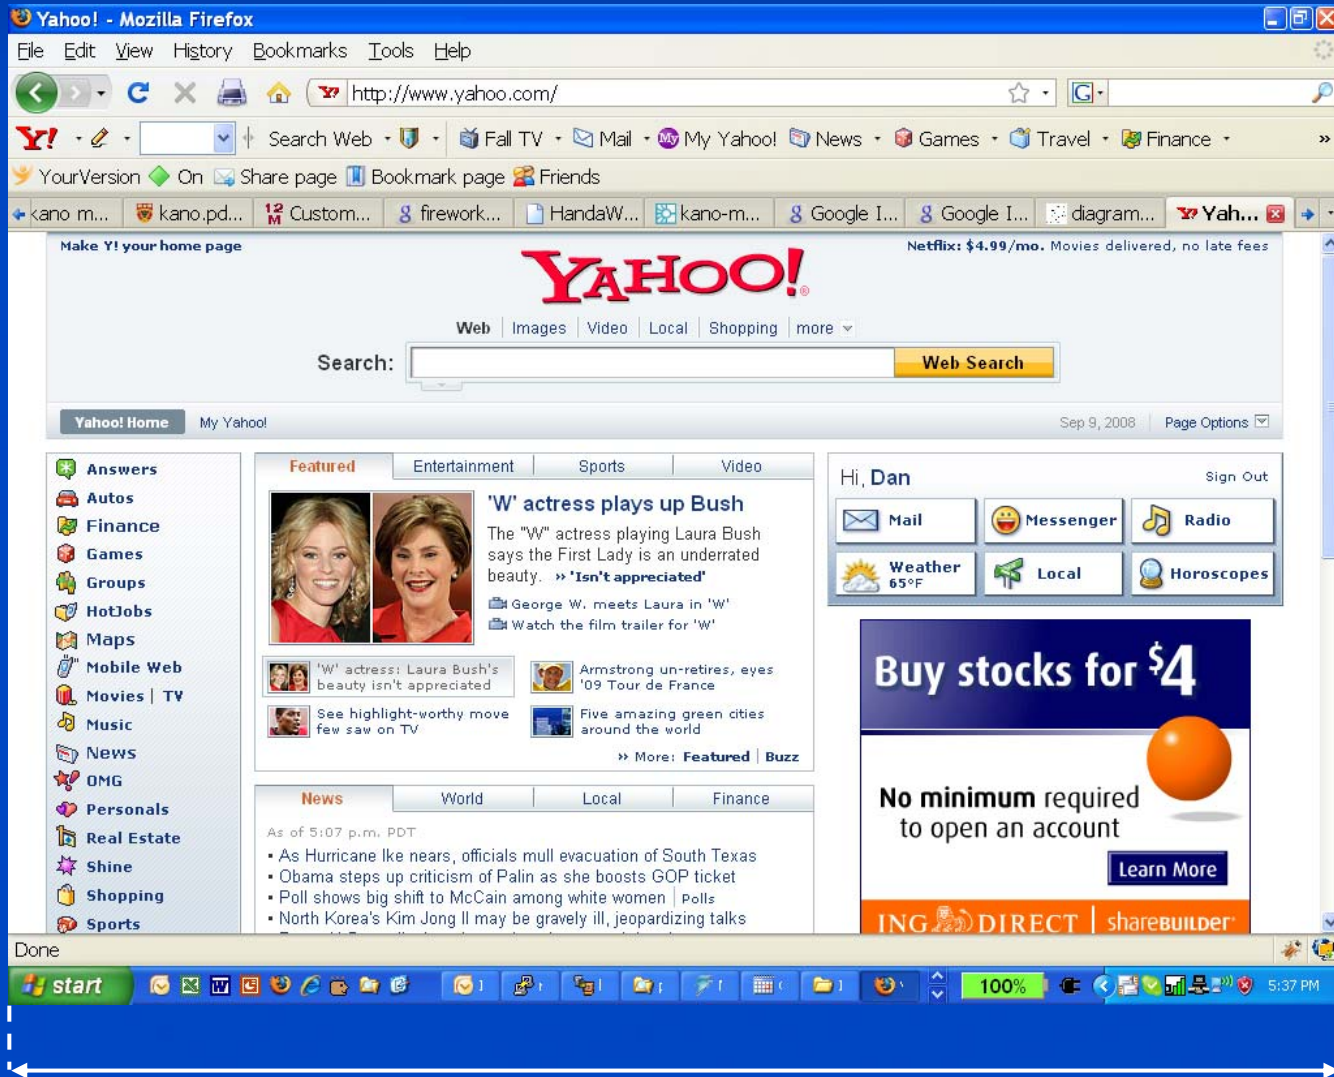 Yahoo! - Mozilla Firefox
File Edit View History Bookmarks Tools Help
http://www.yahoo.com/
Y! Search Web Fall TV Mail My Yahoo! News Games Travel Finance
YourVersion On Share page Bookmark page Friends
kano m... kano.pd... Custom... firework... HandaW... kano-m... Google I... Google I... diagram... Yah...
Make Y! your home page
Netflix: $4.99/mo. Movies delivered, no late fees
YAHOO!
Web Images Video Local Shopping more
Search: Web Search
Yahoo! Home My Yahoo! Sep 9, 2008 Page Options
Answers
Autos
Finance
Games
Groups
HotJobs
Maps
Mobile Web
Movies | TV
Music
News
OMG
Personals
Real Estate
Shine
Shopping
Sports
Featured Entertainment Sports Video
'W' actress plays up Bush
The "W" actress playing Laura Bush
says the First Lady is an underrated
beauty. » 'Isn't appreciated'
George W. meets Laura in 'W'
Watch the film trailer for 'W'
'W' actress: Laura Bush's
beauty isn't appreciated
Armstrong un-retires, eyes
'09 Tour de France
See highlight-worthy move
few saw on TV
Five amazing green cities
around the world
» More: Featured | Buzz
News World Local Finance
As of 5:07 p.m. PDT
• As Hurricane Ike nears, officials mull evacuation of South Texas
• Obama steps up criticism of Palin as she boosts GOP ticket
• Poll shows big shift to McCain among white women | Polls
• North Korea's Kim Jong Il may be gravely ill, jeopardizing talks
Hi, Dan Sign Out
Mail Messenger Radio
Weather
65°F
Local Horoscopes
Buy stocks for $4
No minimum required
to open an account
Learn More
ING DIRECT | shareBUILDER
Done
start 100% 5:37 PM